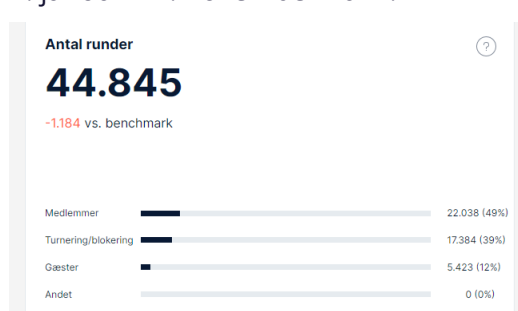 Antal runder
?
44.845
-1.184 vs. benchmark
Medlemmer 22.038 (49%)
Turnering/blokering 17.384 (39%)
Gæster 5.423 (12%)
Andet 0 (0%)